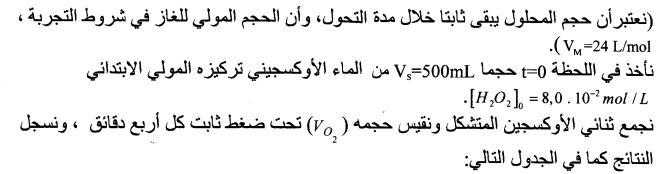 (نعتبرأن حجم المحلول يبقى ثابتا خلال مدة التحول، وأن الحجم المولي للغاز في شروط التجربة ،
V_M=24 L/mol).
نأخذ في اللحظة t=0 حجما V_s=500mL من الماء الأوكسجيني تركيزه المولي الابتدائي
[H_2O_2]_0 = 8,0 . 10^{-2} mol / L.
نجمع ثنائي الأوكسجين المتشكل ونقيس حجمه (V_{O_2}) تحت ضغط ثابت كل أربع دقائق ، ونسجل
النتائج كما في الجدول التالي: